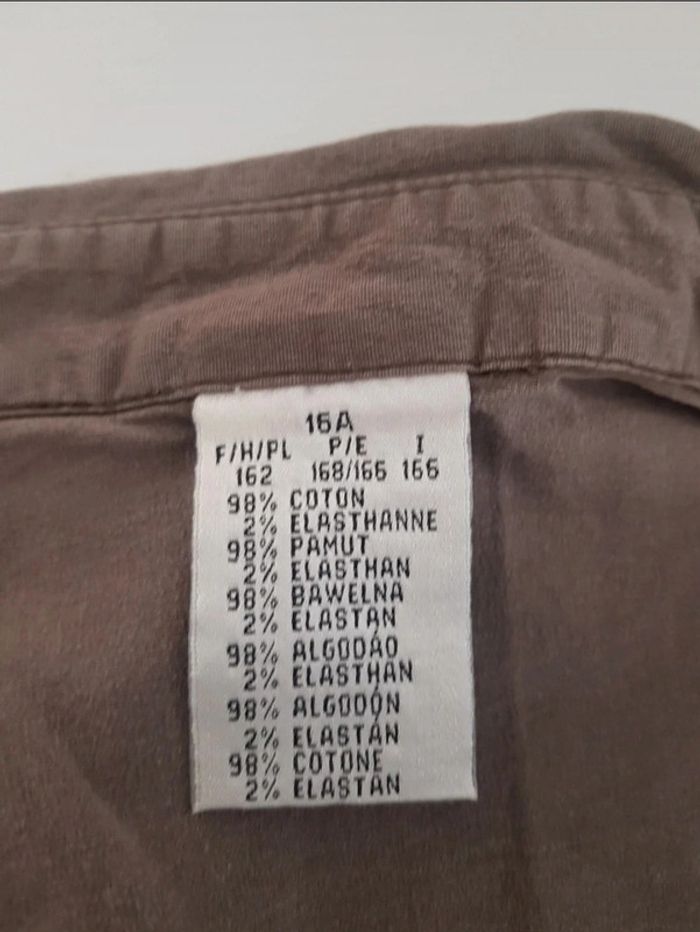 16A
F/H/PL P/E I
162 168/166 166
98% COTON
2% ELASTHANNE
98% PAMUT
2% ELASTHAN
98% BAWELNA
2% ELASTAN
98% ALGODÃO
2% ELASTHAN
98% ALGODÓN
2% ELASTÁN
98% COTONE
2% ELASTAN